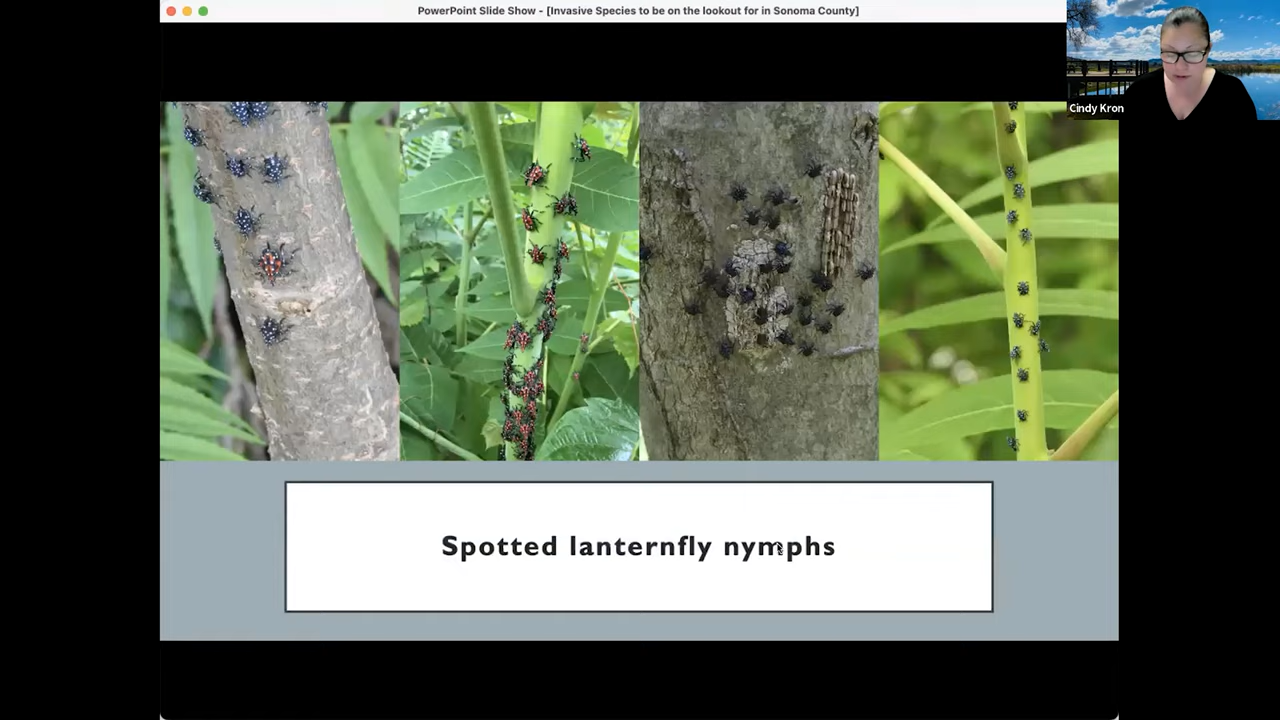 PowerPoint Slide Show - [Invasive Species to be on the lookout for in Sonoma County]
Cindy Kron
Spotted lanternfly nymphs